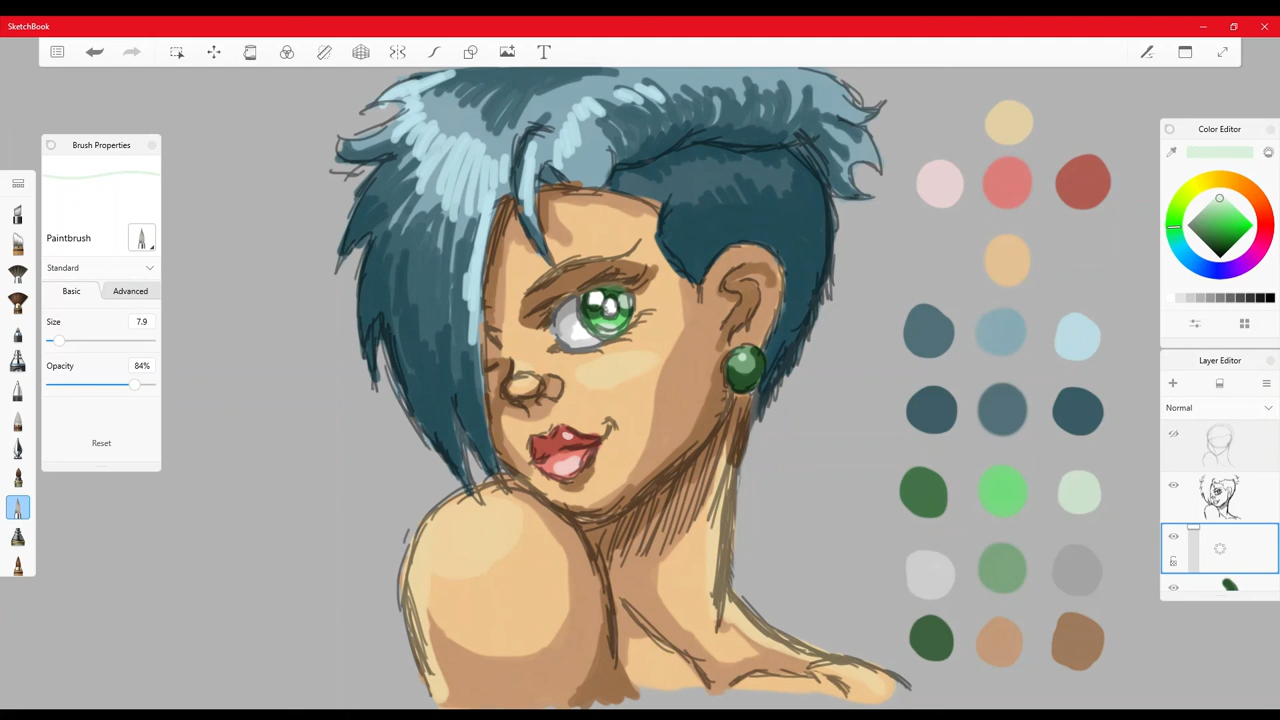 SketchBook
Brush Properties
Paintbrush
Standard
Basic
Advanced
Size
7.9
Opacity
84%
Reset
Color Editor
Layer Editor
Normal